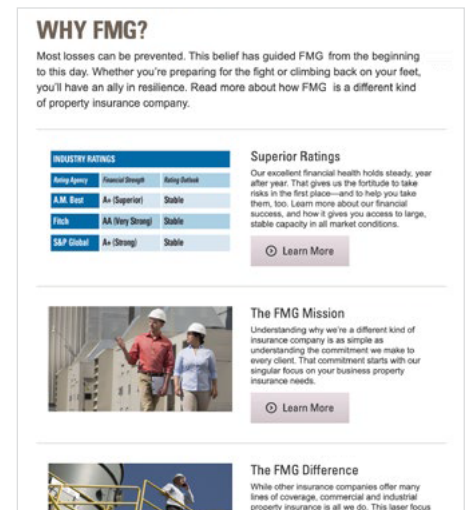 WHY FMG?
Most losses can be prevented. This belief has guided FMG from the beginning
to this day. Whether you're preparing for the fight or climbing back on your feet,
you'll have an ally in resilience. Read more about how FMG is a different kind
of property insurance company.
INDUSTRY RATINGS
Rating Agency Financial Strength Rating Outlook
A.M. Best A+ (Superior) Stable
Fitch AA (Very Strong) Stable
S&P Global A+ (Strong) Stable
Superior Ratings
Our excellent financial health holds steady, year
after year. That gives us the fortitude to take
risks in the first place—and to help you take
them, too. Learn more about our financial
success, and how it gives you access to large,
stable capacity in all market conditions.
Learn More
The FMG Mission
Understanding why we're a different kind of
insurance company is as simple as
understanding the commitment we make to
every client. That commitment starts with our
singular focus on your business property
insurance needs.
Learn More
The FMG Difference
While other insurance companies offer many
lines of coverage, commercial and industrial
property insurance is all we do. This laser focus